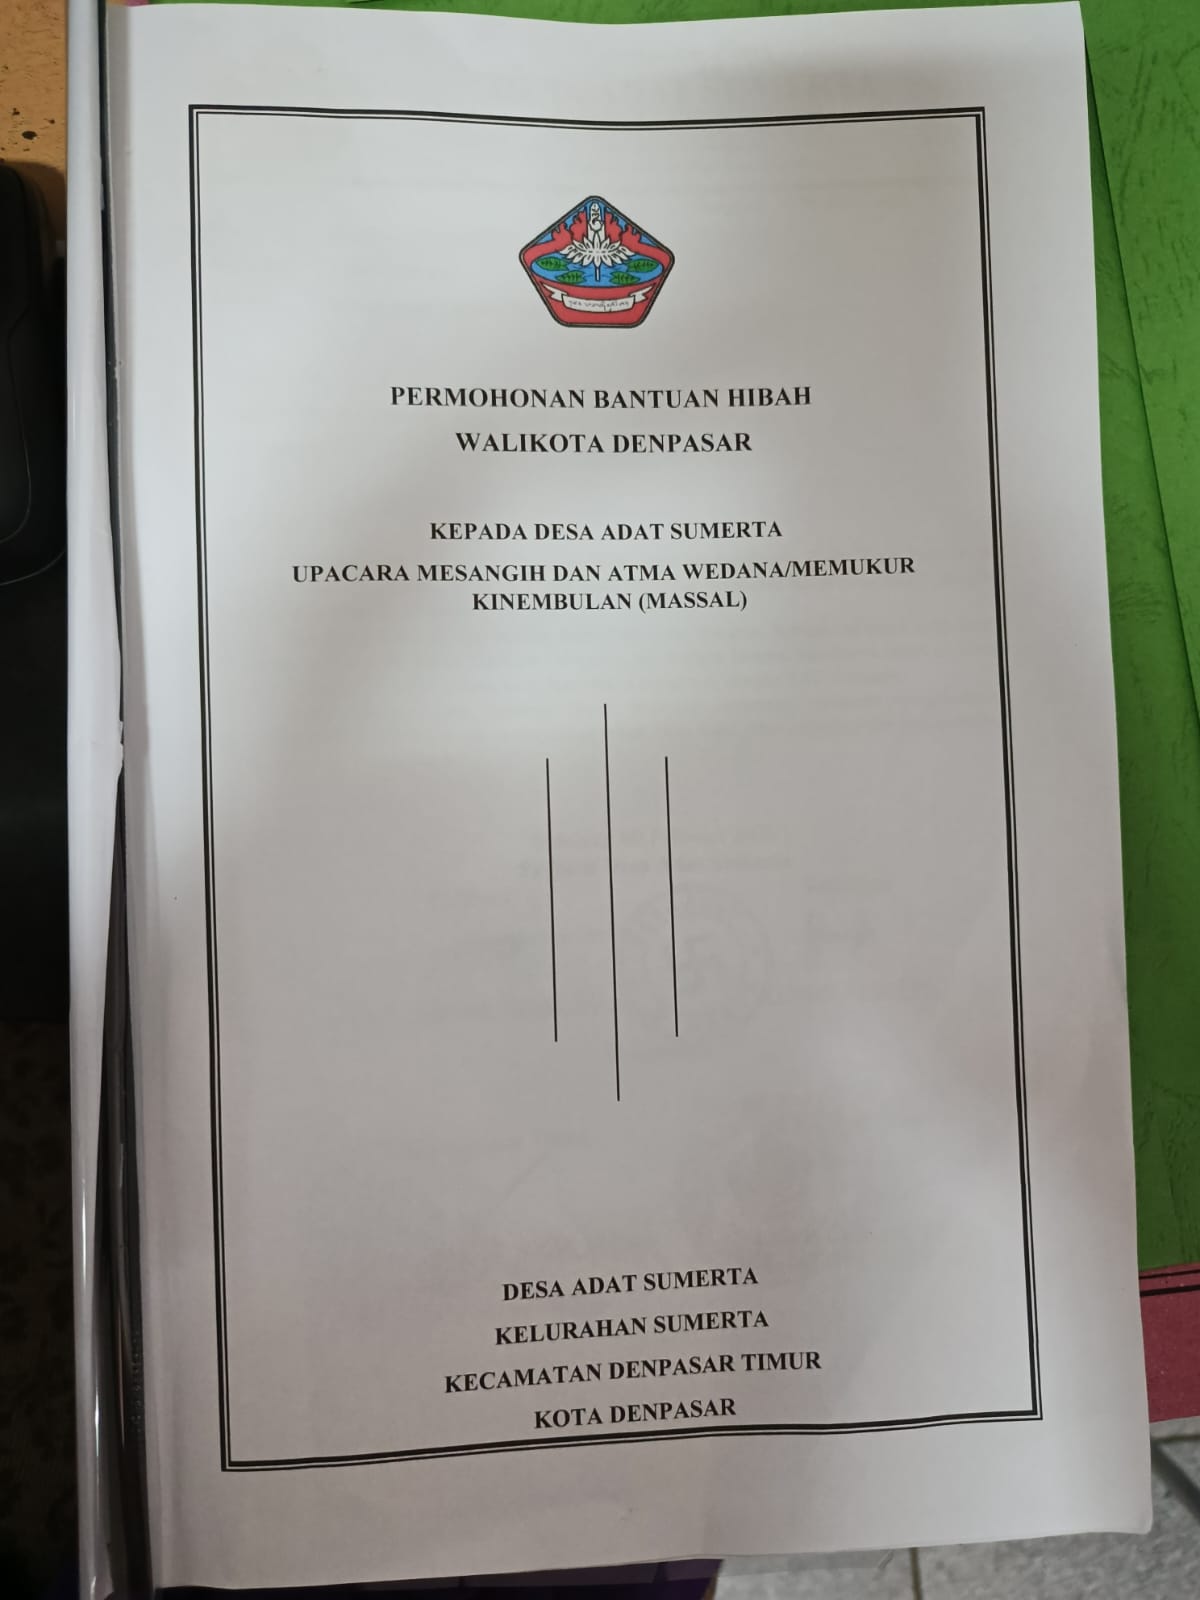 PERMOHONAN BANTUAN HIBAH
WALIKOTA DENPASAR
KEPADA DESA ADAT SUMERTA
UPACARA MESANGIH DAN ATMA WEDANA/MEMUKUR
KINEMBULAN (MASSAL)
DESA ADAT SUMERTA
KELURAHAN SUMERTA
KECAMATAN DENPASAR TIMUR
KOTA DENPASAR